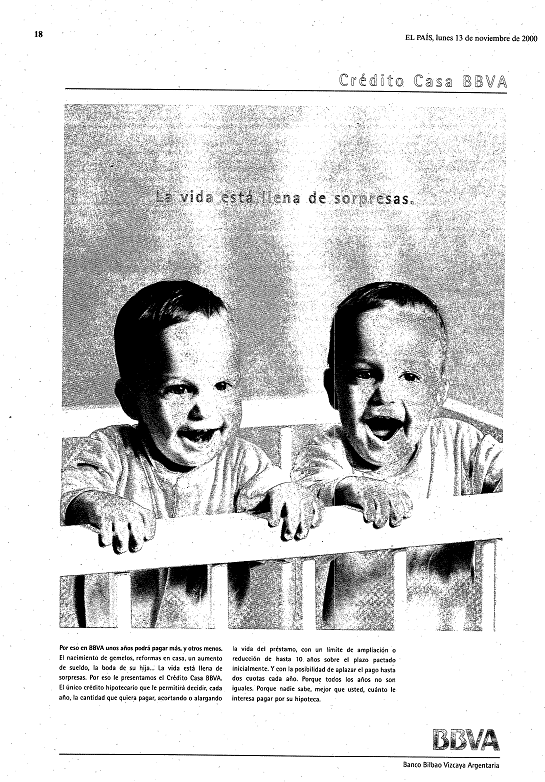 18
EL PAÍS, lunes 13 de noviembre de 2000
Crédito Casa BBVA
La vida está llena de sorpresas.
Por eso en BBVA unos años podrá pagar más, y otros menos.
El nacimiento de gemelos, reformas en casa, un aumento
de sueldo, la boda de su hija... La vida está llena de
sorpresas. Por eso le presentamos el Crédito Casa BBVA.
El único crédito hipotecario que le permitirá decidir, cada
año, la cantidad que quiera pagar, acortando o alargando
la vida del préstamo, con un límite de ampliación o
reducción de hasta 10 años sobre el plazo pactado
inicialmente. Y con la posibilidad de aplazar el pago hasta
dos cuotas cada año. Porque todos los años no son
iguales. Porque nadie sabe, mejor que usted, cuánto le
interesa pagar por su hipoteca.
BBVA
Banco Bilbao Vizcaya Argentaria